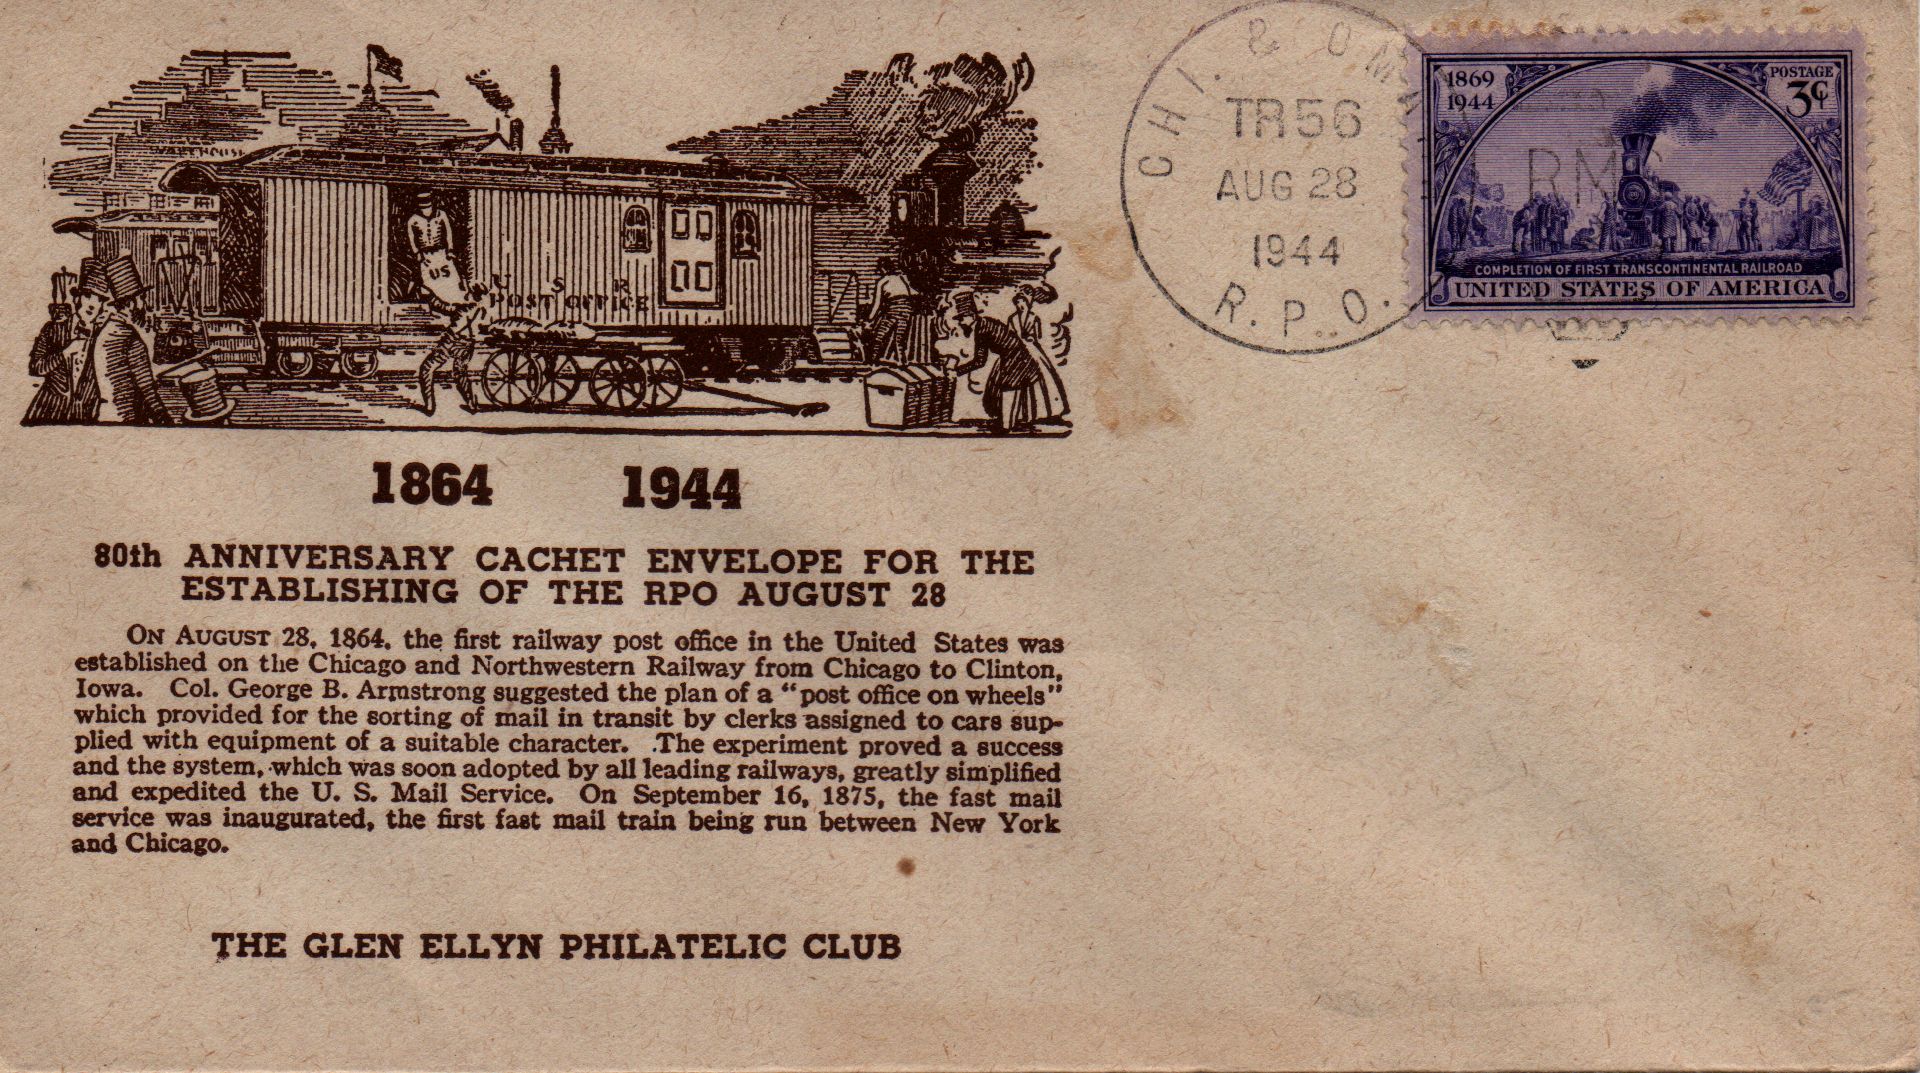 WAREHOUSE
US
U S R
POST OFFICE
1864 1944
80th ANNIVERSARY CACHET ENVELOPE FOR THE
ESTABLISHING OF THE RPO AUGUST 28
ON AUGUST 28, 1864, the first railway post office in the United States was
established on the Chicago and Northwestern Railway from Chicago to Clinton,
Iowa. Col. George B. Armstrong suggested the plan of a “post office on wheels”
which provided for the sorting of mail in transit by clerks assigned to cars sup-
plied with equipment of a suitable character. The experiment proved a success
and the system, which was soon adopted by all leading railways, greatly simplified
and expedited the U. S. Mail Service. On September 16, 1875, the fast mail
service was inaugurated, the first fast mail train being run between New York
and Chicago.
THE GLEN ELLYN PHILATELIC CLUB
CHI. & OMAHA
TR56
AUG 28
1944
R.P.O.
RMS
1869
1944
POSTAGE
3¢
COMPLETION OF FIRST TRANSCONTINENTAL RAILROAD
UNITED STATES OF AMERICA